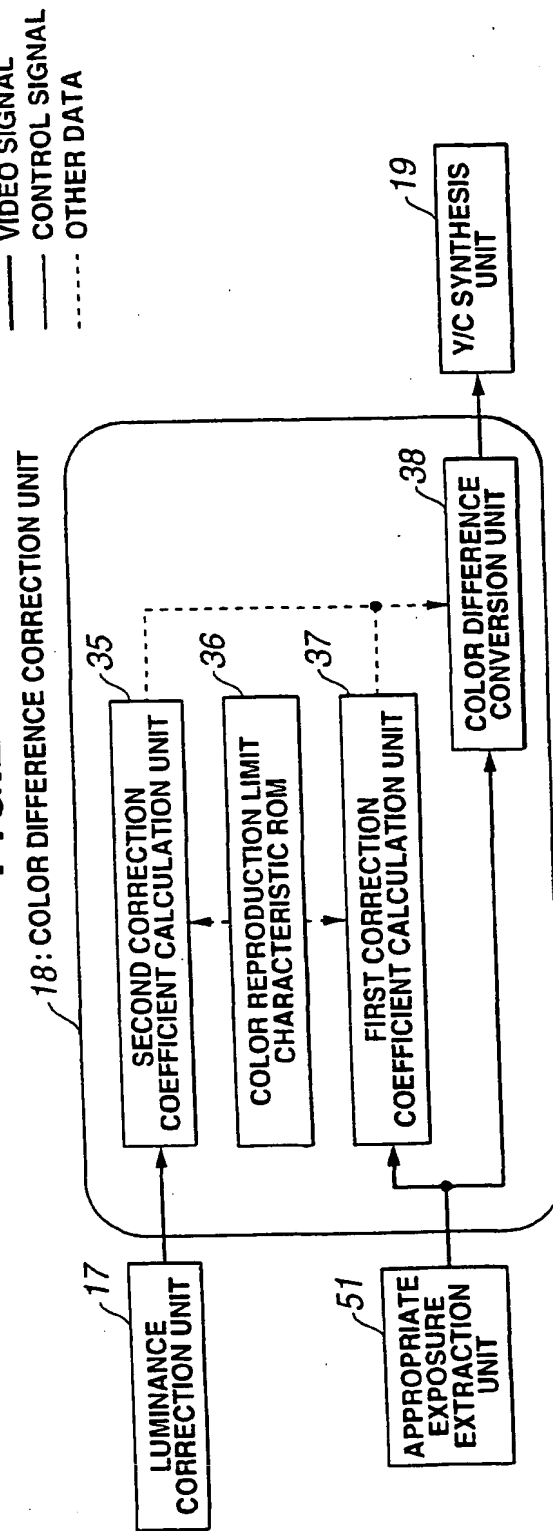 VIDEO SIGNAL
CONTROL SIGNAL
OTHER DATA
18: COLOR DIFFERENCE CORRECTION UNIT
17
LUMINANCE
CORRECTION UNIT
35
SECOND CORRECTION
COEFFICIENT CALCULATION UNIT
36
COLOR REPRODUCTION LIMIT
CHARACTERISTIC ROM
37
FIRST CORRECTION
COEFFICIENT CALCULATION UNIT
51
APPROPRIATE
EXPOSURE
EXTRACTION
UNIT
38
COLOR DIFFERENCE
CONVERSION UNIT
19
Y/C SYNTHESIS
UNIT